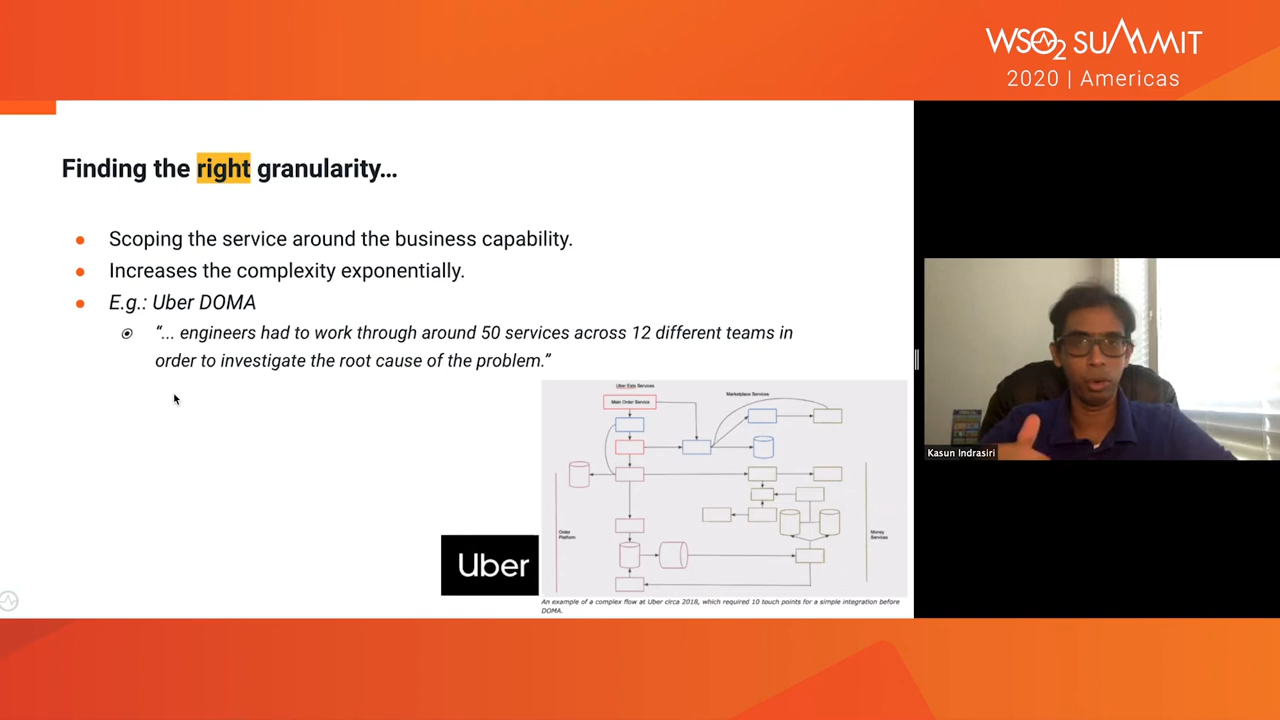 WSO2 SUMMIT
2020 | Americas
Finding the right granularity...
Scoping the service around the business capability.
Increases the complexity exponentially.
E.g.: Uber DOMA
“... engineers had to work through around 50 services across 12 different teams in
order to investigate the root cause of the problem.”
Uber Eats Services
Main Order Service
Marketplace Services
Order
Platform
Money
Services
Uber
An example of a complex flow at Uber circa 2018, which required 10 touch points for a simple integration before
DOMA.
Kasun Indrasiri